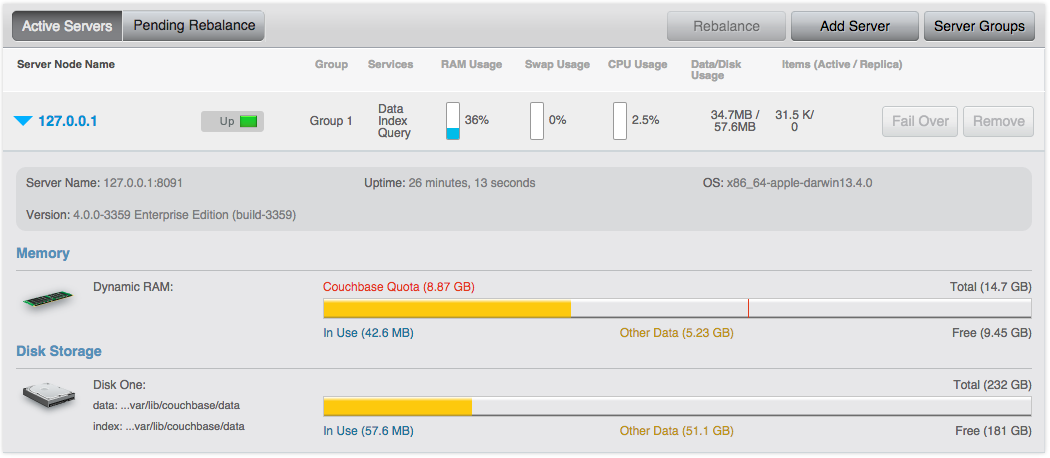 Active Servers Pending Rebalance Rebalance Add Server Server Groups
Server Node Name Group Services RAM Usage Swap Usage CPU Usage Data/Disk Usage Items (Active / Replica)
127.0.0.1 Up Group 1 Data Index Query 36% 0% 2.5% 34.7MB / 57.6MB 31.5 K/ 0 Fail Over Remove
Server Name: 127.0.0.1:8091 Uptime: 26 minutes, 13 seconds OS: x86_64-apple-darwin13.4.0
Version: 4.0.0-3359 Enterprise Edition (build-3359)
Memory
Dynamic RAM: Couchbase Quota (8.87 GB) Total (14.7 GB)
In Use (42.6 MB) Other Data (5.23 GB) Free (9.45 GB)
Disk Storage
Disk One: Total (232 GB)
data: ...var/lib/couchbase/data
index: ...var/lib/couchbase/data
In Use (57.6 MB) Other Data (51.1 GB) Free (181 GB)